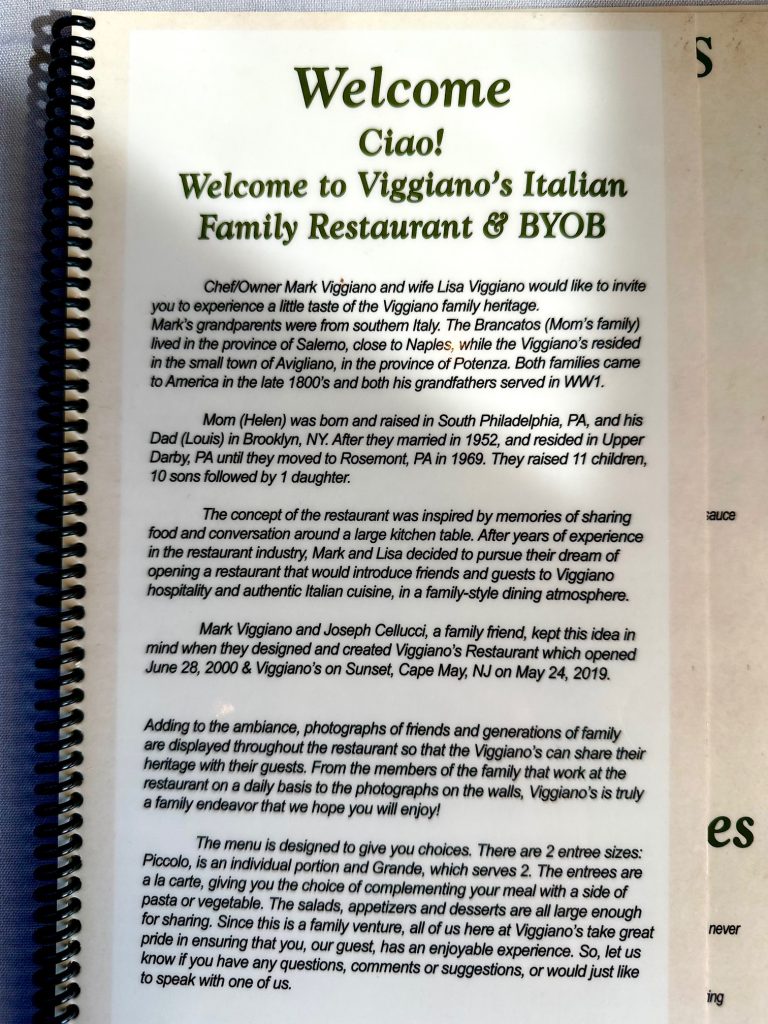 Welcome
Ciao!
Welcome to Viggiano's Italian
Family Restaurant & BYOB
Chef/Owner Mark Viggiano and wife Lisa Viggiano would like to invite
you to experience a little taste of the Viggiano family heritage.
Mark's grandparents were from southern Italy. The Brancatos (Mom's family)
lived in the province of Salerno, close to Naples, while the Viggiano's resided
in the small town of Avigliano, in the province of Potenza. Both families came
to America in the late 1800's and both his grandfathers served in WW1.
Mom (Helen) was born and raised in South Philadelphia, PA, and his
Dad (Louis) in Brooklyn, NY. After they married in 1952, and resided in Upper
Darby, PA until they moved to Rosemont, PA in 1969. They raised 11 children,
10 sons followed by 1 daughter.
The concept of the restaurant was inspired by memories of sharing
food and conversation around a large kitchen table. After years of experience
in the restaurant industry, Mark and Lisa decided to pursue their dream of
opening a restaurant that would introduce friends and guests to Viggiano
hospitality and authentic Italian cuisine, in a family-style dining atmosphere.
Mark Viggiano and Joseph Cellucci, a family friend, kept this idea in
mind when they designed and created Viggiano's Restaurant which opened
June 28, 2000 & Viggiano's on Sunset, Cape May, NJ on May 24, 2019.
Adding to the ambiance, photographs of friends and generations of family
are displayed throughout the restaurant so that the Viggiano's can share their
heritage with their guests. From the members of the family that work at the
restaurant on a daily basis to the photographs on the walls, Viggiano's is truly
a family endeavor that we hope you will enjoy!
The menu is designed to give you choices. There are 2 entree sizes:
Piccolo, is an individual portion and Grande, which serves 2. The entrees are
a la carte, giving you the choice of complementing your meal with a side of
pasta or vegetable. The salads, appetizers and desserts are all large enough
for sharing. Since this is a family venture, all of us here at Viggiano's take great
pride in ensuring that you, our guest, has an enjoyable experience. So, let us
know if you have any questions, comments or suggestions, or would just like
to speak with one of us.
s
sauce
es
never
ing